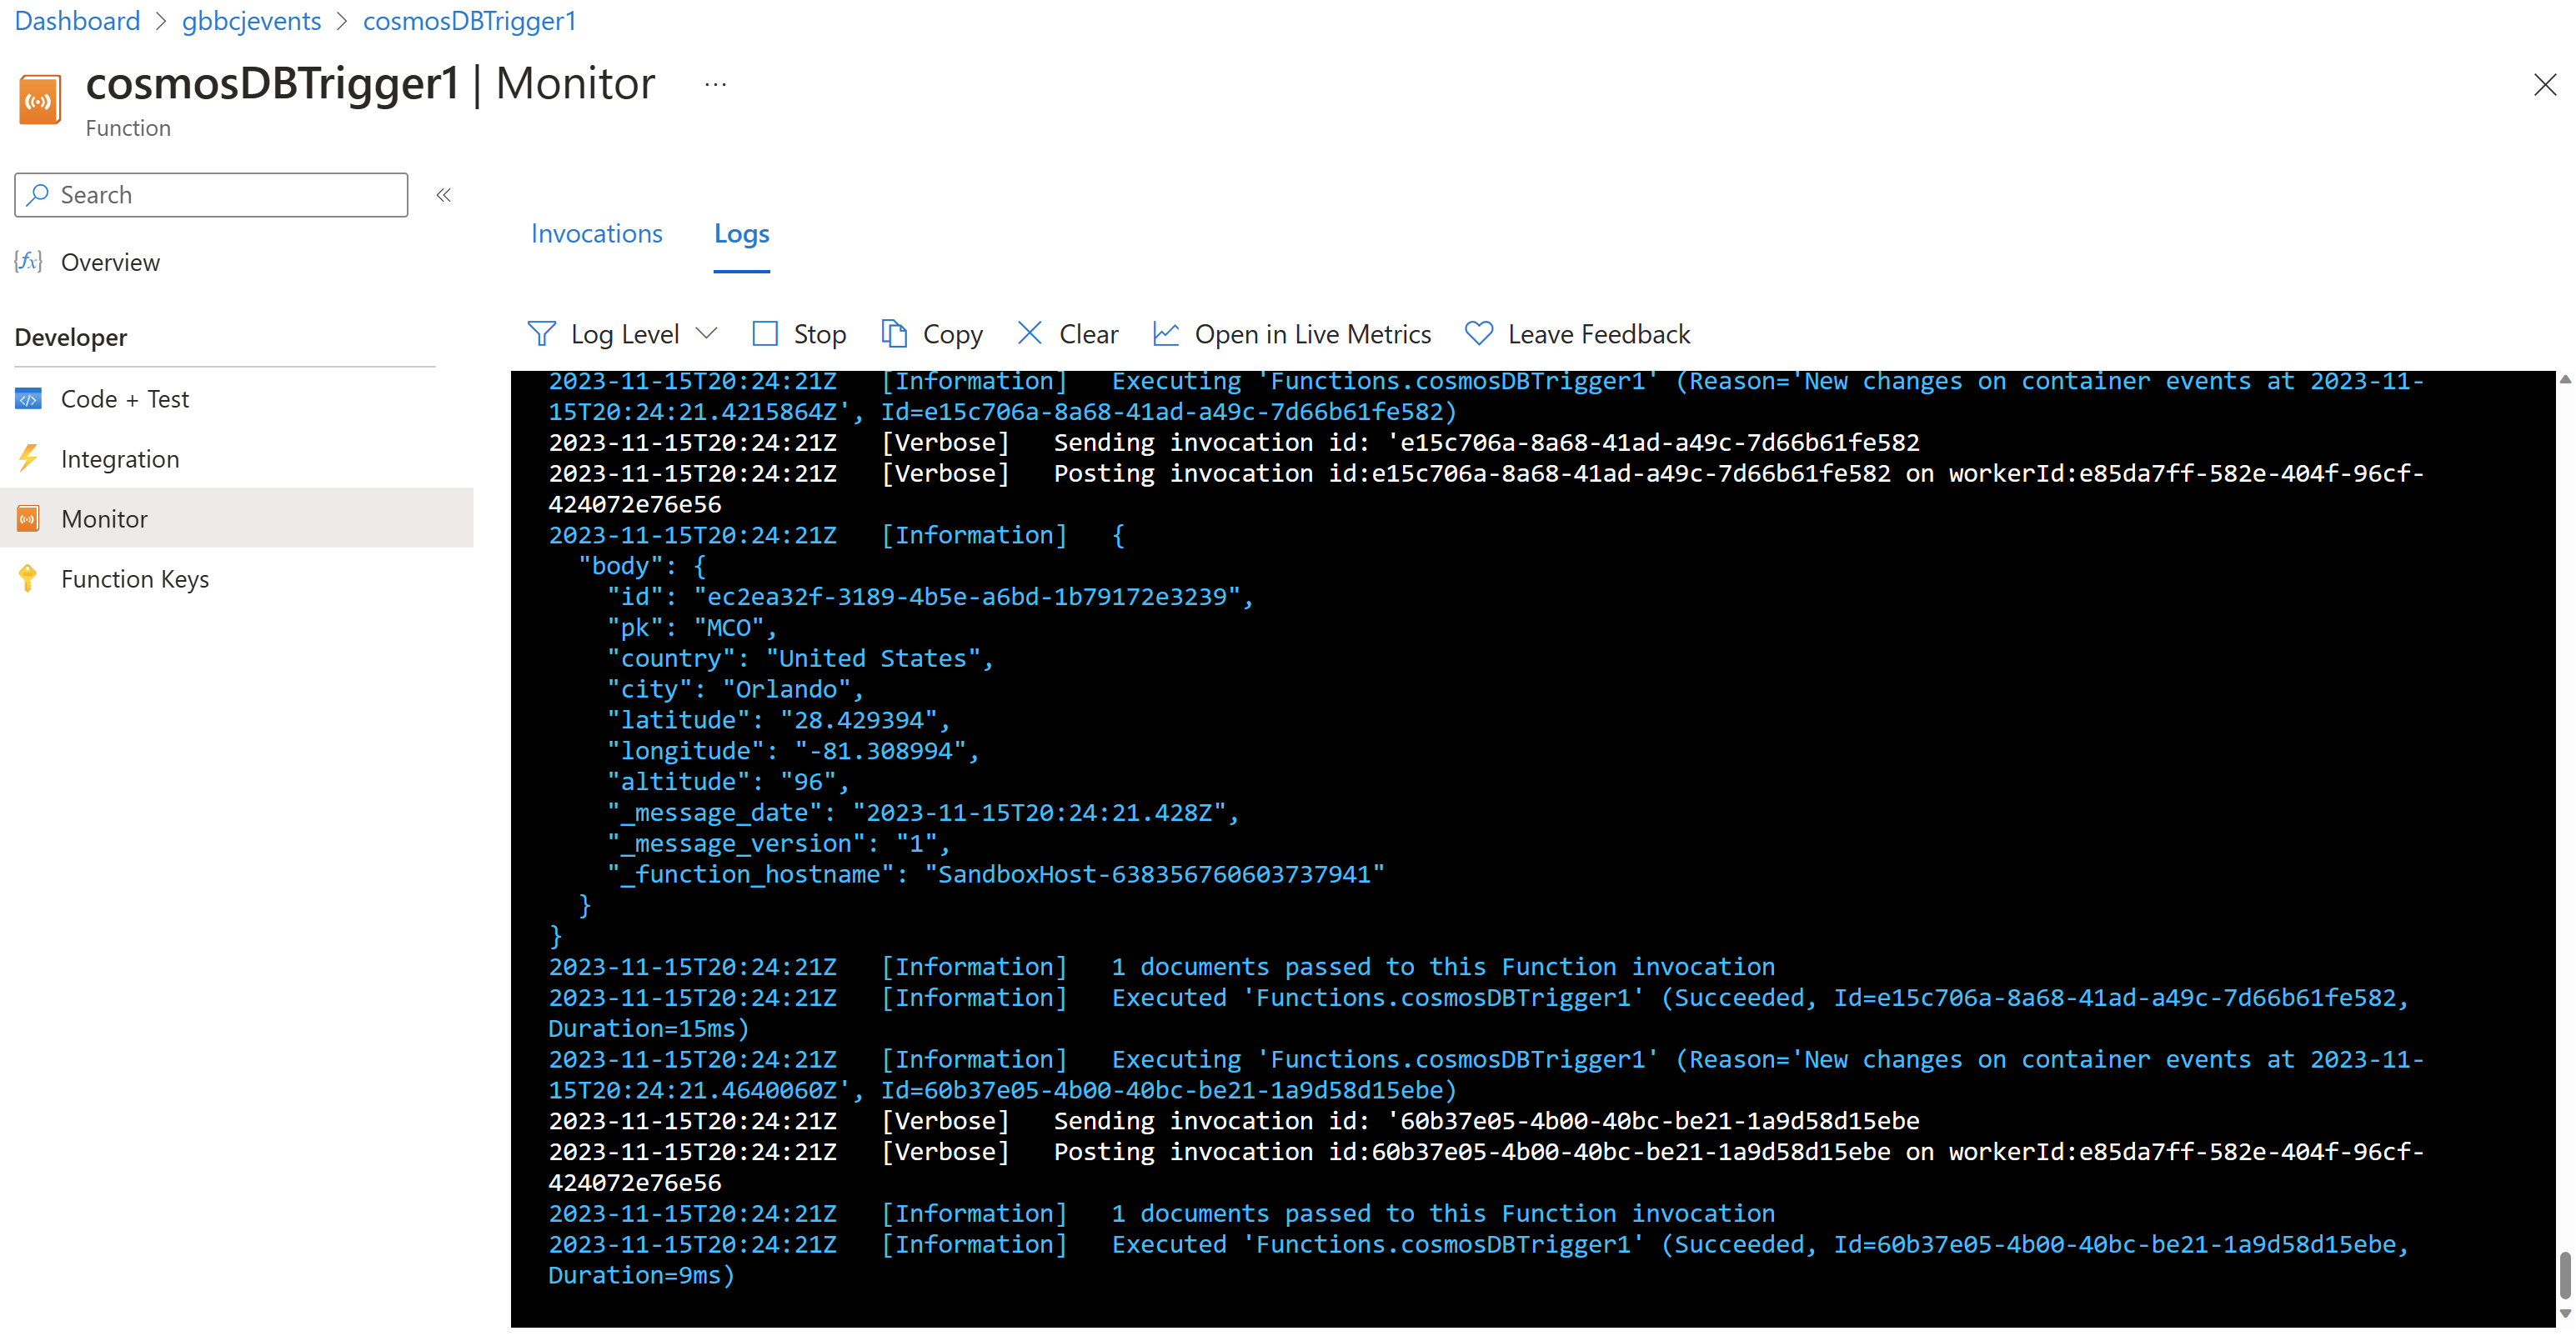 Dashboard > gbbcjevents > cosmosDBTrigger1
cosmosDBTrigger1 | Monitor ...
Function
Search «
Overview
Developer
Code + Test
Integration
Monitor
Function Keys
Invocations Logs
Log Level Stop Copy Clear Open in Live Metrics Leave Feedback
2023-11-15T20:24:21Z   [Information]   Executing 'Functions.cosmosDBTrigger1' (Reason='New changes on container events at 2023-11-
15T20:24:21.4215864Z', Id=e15c706a-8a68-41ad-a49c-7d66b61fe582)
2023-11-15T20:24:21Z   [Verbose]   Sending invocation id: 'e15c706a-8a68-41ad-a49c-7d66b61fe582
2023-11-15T20:24:21Z   [Verbose]   Posting invocation id:e15c706a-8a68-41ad-a49c-7d66b61fe582 on workerId:e85da7ff-582e-404f-96cf-
424072e76e56
2023-11-15T20:24:21Z   [Information]   {
  "body": {
    "id": "ec2ea32f-3189-4b5e-a6bd-1b79172e3239",
    "pk": "MCO",
    "country": "United States",
    "city": "Orlando",
    "latitude": "28.429394",
    "longitude": "-81.308994",
    "altitude": "96",
    "_message_date": "2023-11-15T20:24:21.428Z",
    "_message_version": "1",
    "_function_hostname": "SandboxHost-638356760603737941"
  }
}
2023-11-15T20:24:21Z   [Information]   1 documents passed to this Function invocation
2023-11-15T20:24:21Z   [Information]   Executed 'Functions.cosmosDBTrigger1' (Succeeded, Id=e15c706a-8a68-41ad-a49c-7d66b61fe582,
Duration=15ms)
2023-11-15T20:24:21Z   [Information]   Executing 'Functions.cosmosDBTrigger1' (Reason='New changes on container events at 2023-11-
15T20:24:21.4640060Z', Id=60b37e05-4b00-40bc-be21-1a9d58d15ebe)
2023-11-15T20:24:21Z   [Verbose]   Sending invocation id: '60b37e05-4b00-40bc-be21-1a9d58d15ebe
2023-11-15T20:24:21Z   [Verbose]   Posting invocation id:60b37e05-4b00-40bc-be21-1a9d58d15ebe on workerId:e85da7ff-582e-404f-96cf-
424072e76e56
2023-11-15T20:24:21Z   [Information]   1 documents passed to this Function invocation
2023-11-15T20:24:21Z   [Information]   Executed 'Functions.cosmosDBTrigger1' (Succeeded, Id=60b37e05-4b00-40bc-be21-1a9d58d15ebe,
Duration=9ms)